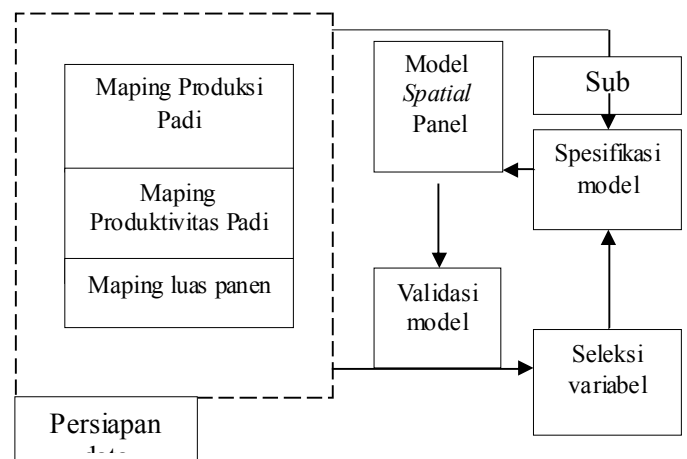 Maping Produksi
Padi
Maping
Produktivitas Padi
Maping luas panen
Persiapan
Model
Spatial
Panel
Validasi
model
Sub
Spesifikasi
model
Seleksi
variabel